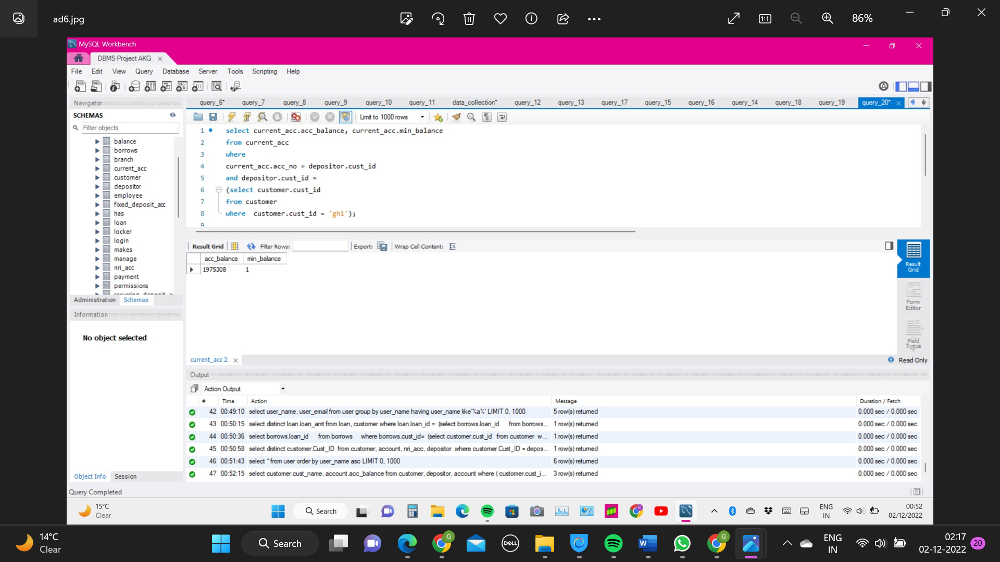 ad6.jpg
86%
MySQL Workbench
DBMS Project AKG
File Edit View Query Database Server Tools Scripting Help
Navigator
query_6* query_7 query_8 query_9 query_10 query_11 data_collection* query_12 query_13 query_17 query_15 query_16 query_14 query_18 query_19 query_20*
SCHEMAS
Filter objects
balance
borrows
branch
current_acc
customer
depositor
employee
fixed_deposit_acc
has
loan
locker
login
makes
manage
nri_acc
payment
permissions
Administration Schemas
Information
No object selected
Object Info Session
Query Completed
Limit to 1000 rows
1 select current_acc.acc_balance, current_acc.min_balance
2 from current_acc
3 where
4 current_acc.acc_no = depositor.cust_id
5 and depositor.cust_id =
6 (select customer.cust_id
7 from customer
8 where customer.cust_id = 'ghi');
9
Result Grid Filter Rows: Export: Wrap Cell Content:
acc_balance min_balance
1975308 1
Result Grid
Form Editor
Field Types
current_acc 2
Read Only
Output
Action Output
# Time Action Message Duration / Fetch
42 00:49:10 select user_name, user_email from user group by user_name having user_name like'%a%' LIMIT 0, 1000 5 row(s) returned 0.000 sec / 0.000 sec
43 00:50:15 select distinct loan.loan_amt from loan, customer where loan.loan_id = (select borrows.loan_id from borrows... 1 row(s) returned 0.000 sec / 0.000 sec
44 00:50:36 select borrows.loan_id from borrows where borrows.cust_id= (select customer.cust_id from customer w... 1 row(s) returned 0.000 sec / 0.000 sec
45 00:50:58 select distinct customer.Cust_ID from customer, account, nri_acc, depositor where customer.Cust_ID = depos... 1 row(s) returned 0.000 sec / 0.000 sec
46 00:51:43 select * from user order by user_name asc LIMIT 0, 1000 6 row(s) returned 0.000 sec / 0.000 sec
47 00:52:15 select customer.cust_name, account.acc_balance from customer, depositor, account where ( customer.cust_i... 3 row(s) returned 0.000 sec / 0.000 sec
15°C
Clear
Search
ENG
IN
00:52
02/12/2022
14°C
Clear
Search
DELL
ENG
IN
02:17
02-12-2022
20